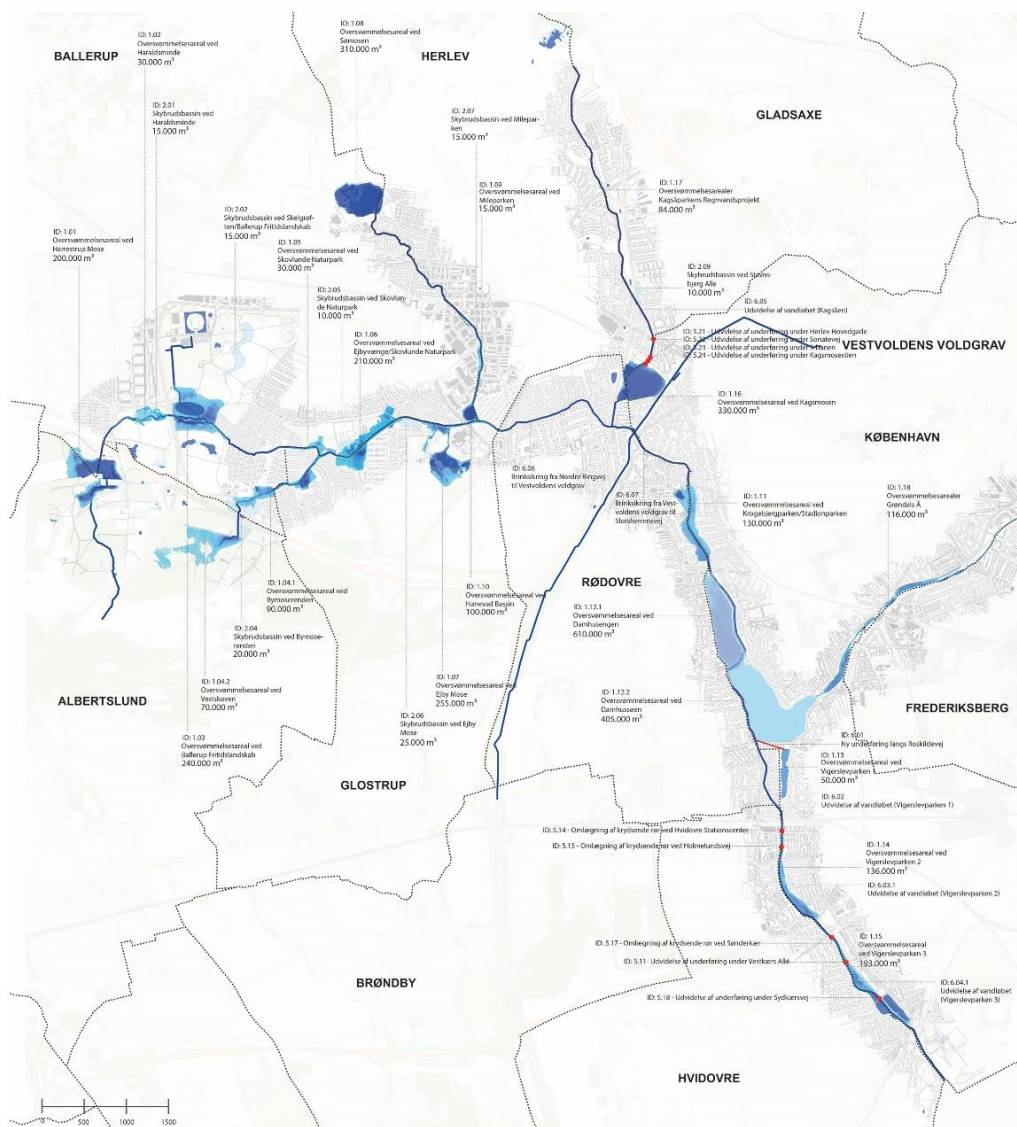 ID: 1.08
Oversvømmelsesareal ved
Sømosen
310.000 m³
ID: 1.02
Oversvømmelsesareal ved
Haraldsminde
30.000 m³
BALLERUP
HERLEV
ID: 2.01
Skybrudsbassin ved
Haraldsminde
15.000 m³
ID: 2.07
Skybrudsbassin ved Milepar-
ken
15.000 m³
GLADSAXE
ID: 1.09
Oversvømmelsesareal ved
Mileparken
15.000 m³
ID: 1.17
Oversvømmelsesarealer
Kagsåparkens Regnvandsprojekt
84.000 m³
ID: 2.02
Skybrudsbassin ved Skelgrøf-
ten/Ballerup Fritidslandskab
15.000 m³
ID: 1.01
Oversvømmelsesareal ved
Harrestrup Mose
200.000 m³
ID: 1.05
Oversvømmelsesareal ved
Skovlunde Naturpark
30.000 m³
ID: 2.05
Skybrudsbassin ved Skovlun-
de Naturpark
10.000 m³
ID: 2.09
Skybrudsbassin ved
bjerg Alle
10.000 m³
ID: 6.05
Udvidelse af vandløbet (Kagsåen)
ID: 1.06
Oversvømmelsesareal ved
Ejbyvænge/Skovlunde Naturpark
210.000 m³
ID: 5.21 - Udvidelse af underføring under Herlev Hovedgade
ID: 5.22 - Udvidelse af underføring under Sonatevej
ID: 5.23 - Udvidelse af underføring under
ID: 5.24 - Udvidelse af underføring under Kagsmosestien
VESTVOLDENS VOLDGRAV
ID: 1.16
Oversvømmelsesareal ved Kagsmosen
330.000 m³
KØBENHAVN
ID: 6.06
Brinksikring fra Nordre Ringvej
til Vestvoldens voldgrav
ID: 6.07
Brinksikring fra Vest-
voldens voldgrav til
Slotsherrensvej
ID: 1.11
Oversvømmelsesareal ved
Krogebjergparken/Stadionparken
130.000 m³
ID: 1.18
Oversvømmelsesarealer
Grøndals Å
116.000 m³
RØDOVRE
ID: 1.04.1
Oversvømmelsesareal ved
Bymoserenden
90.000 m³
ID: 1.10
Oversvømmelsesareal ved
Harrevad Bassin
100.000 m³
ID: 1.12.1
Oversvømmelsesareal ved
Damhusengen
610.000 m³
ID: 2.04
Skybrudsbassin ved Bymose-
renden
20.000 m³
ALBERTSLUND
ID: 1.04.2
Oversvømmelsesareal ved
Vestskoven
70.000 m³
ID: 1.07
Oversvømmelsesareal ved
Ejby Mose
255.000 m³
ID: 1.12.2
Oversvømmelsesareal ved
Damhussøen
405.000 m³
FREDERIKSBERG
ID: 2.06
Skybrudsbassin ved Ejby
Mose
25.000 m³
ID: 1.03
Oversvømmelsesareal ved
Ballerup Fritidslandskab
240.000 m³
ID: 6.01
Ny underføring langs Roskildevej
ID: 1.13
Oversvømmelsesareal ved
Vigerslevparken 1
50.000 m³
GLOSTRUP
ID: 6.02
Udvidelse af vandløbet (Vigerslevparken 1)
ID: 5.14 - Omlægning af krydsende rør ved Hvidovre Stationscenter
ID: 5.15 - Omlægning af krydsende rør ved Holmelundsvej
ID: 1.14
Oversvømmelsesareal ved
Vigerslevparken 2
136.000 m³
ID: 6.03.1
Udvidelse af vandløbet (Vigerslevparken 2)
ID: 5.17 - Omlægning af krydsende rør ved Sønderkær
ID: 5.11 - Udvidelse af underføring under Vestkærs Allé
ID: 1.15
Oversvømmelsesareal
ved Vigerslevparken 3
193.000 m³
BRØNDBY
ID: 5.18 - Udvidelse af underføring under Sydkærsvej
ID: 6.04.1
Udvidelse af vandløbet
(Vigerslevparken 3)
HVIDOVRE
0 500 1000 1500